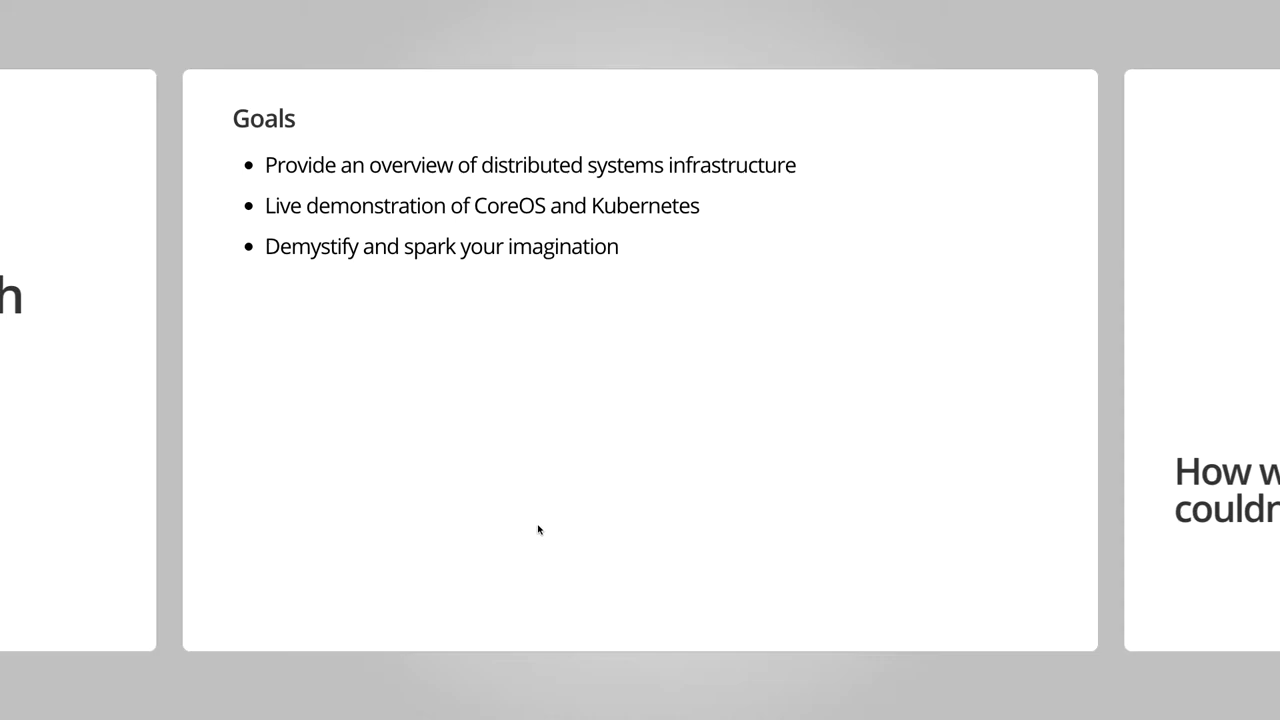 Goals
Provide an overview of distributed systems infrastructure
Live demonstration of CoreOS and Kubernetes
Demystify and spark your imagination
h
How w
couldn